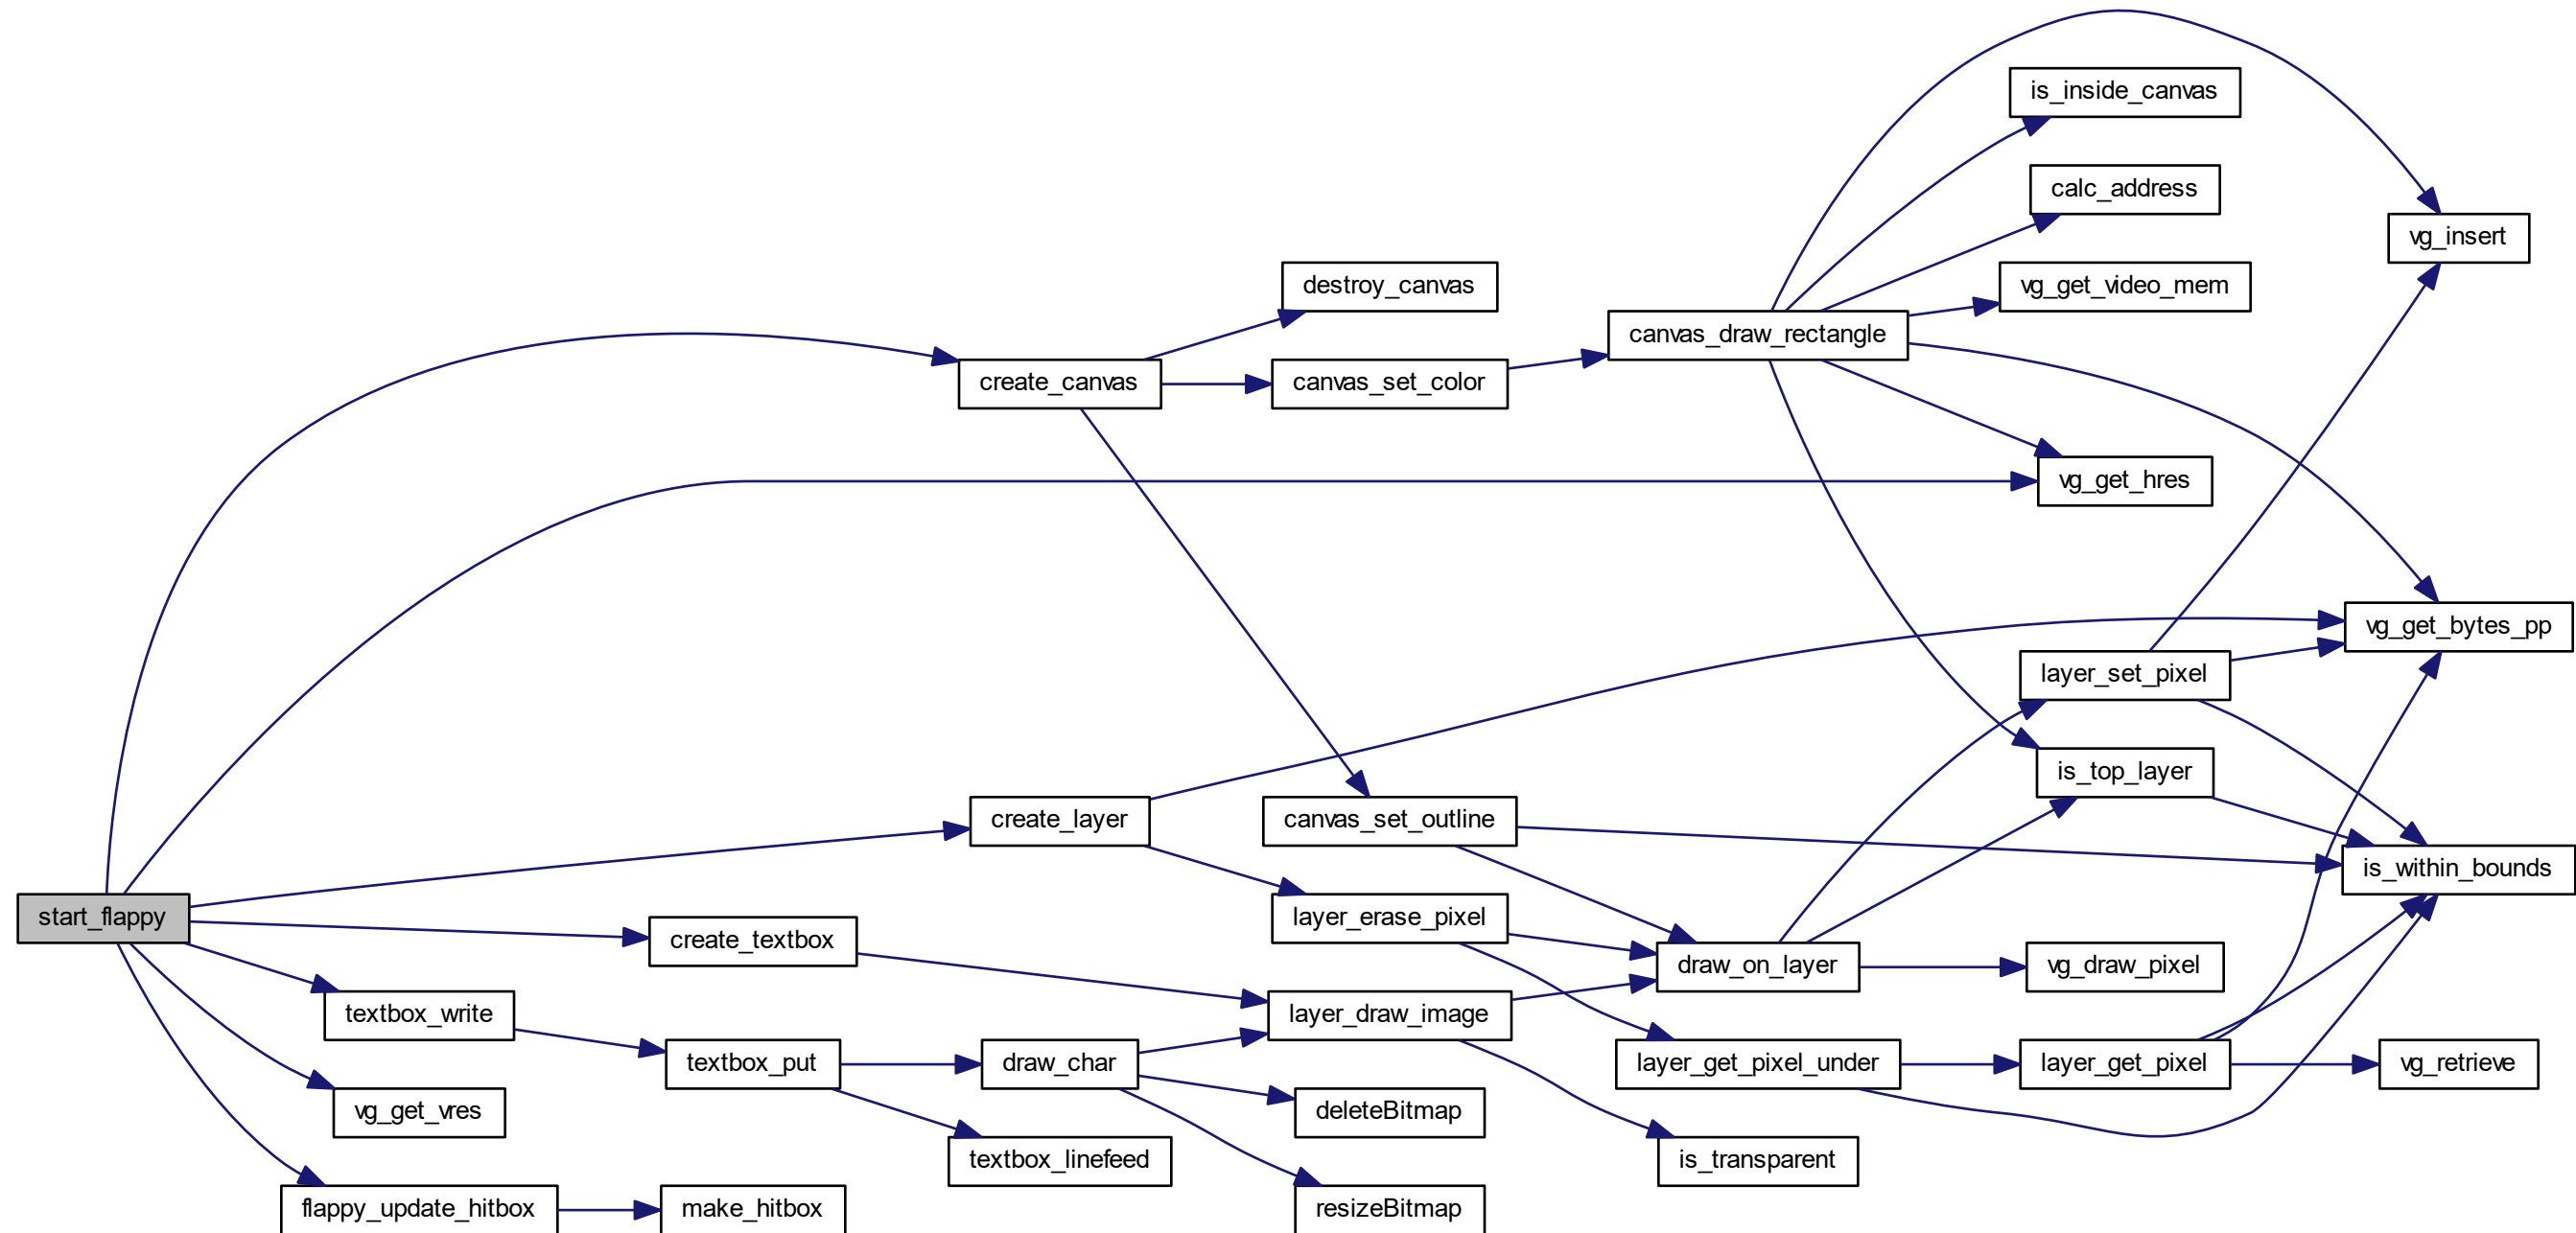 is_inside_canvas
calc_address
vg_insert
destroy_canvas
vg_get_video_mem
canvas_draw_rectangle
create_canvas
canvas_set_color
vg_get_hres
vg_get_bytes_pp
layer_set_pixel
is_top_layer
create_layer
canvas_set_outline
is_within_bounds
start_flappy
layer_erase_pixel
create_textbox
draw_on_layer
vg_draw_pixel
textbox_write
layer_draw_image
textbox_put
draw_char
layer_get_pixel_under
layer_get_pixel
vg_retrieve
vg_get_vres
deleteBitmap
textbox_linefeed
is_transparent
flappy_update_hitbox
make_hitbox
resizeBitmap